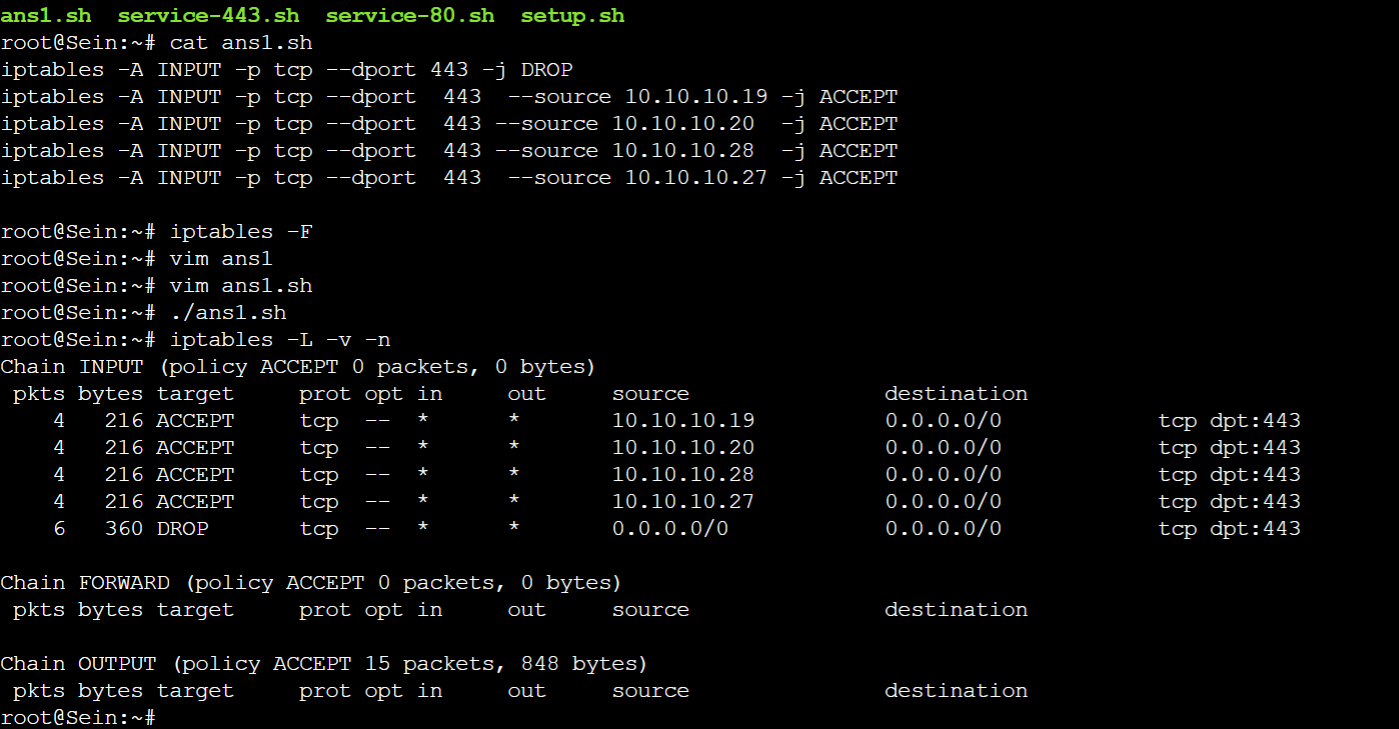 ans1.sh  service-443.sh  service-80.sh  setup.sh
root@Sein:~# cat ans1.sh
iptables -A INPUT -p tcp --dport 443 -j DROP
iptables -A INPUT -p tcp --dport  443  --source 10.10.10.19 -j ACCEPT
iptables -A INPUT -p tcp --dport  443 --source 10.10.10.20  -j ACCEPT
iptables -A INPUT -p tcp --dport  443 --source 10.10.10.28  -j ACCEPT
iptables -A INPUT -p tcp --dport  443  --source 10.10.10.27 -j ACCEPT
root@Sein:~# iptables -F
root@Sein:~# vim ans1
root@Sein:~# vim ans1.sh
root@Sein:~# ./ans1.sh
root@Sein:~# iptables -L -v -n
Chain INPUT (policy ACCEPT 0 packets, 0 bytes)
 pkts bytes target     prot opt in     out     source               destination
    4   216 ACCEPT     tcp  --  *      *       10.10.10.19          0.0.0.0/0            tcp dpt:443
    4   216 ACCEPT     tcp  --  *      *       10.10.10.20          0.0.0.0/0            tcp dpt:443
    4   216 ACCEPT     tcp  --  *      *       10.10.10.28          0.0.0.0/0            tcp dpt:443
    4   216 ACCEPT     tcp  --  *      *       10.10.10.27          0.0.0.0/0            tcp dpt:443
    6   360 DROP       tcp  --  *      *       0.0.0.0/0            0.0.0.0/0            tcp dpt:443
Chain FORWARD (policy ACCEPT 0 packets, 0 bytes)
 pkts bytes target     prot opt in     out     source               destination
Chain OUTPUT (policy ACCEPT 15 packets, 848 bytes)
 pkts bytes target     prot opt in     out     source               destination
root@Sein:~#